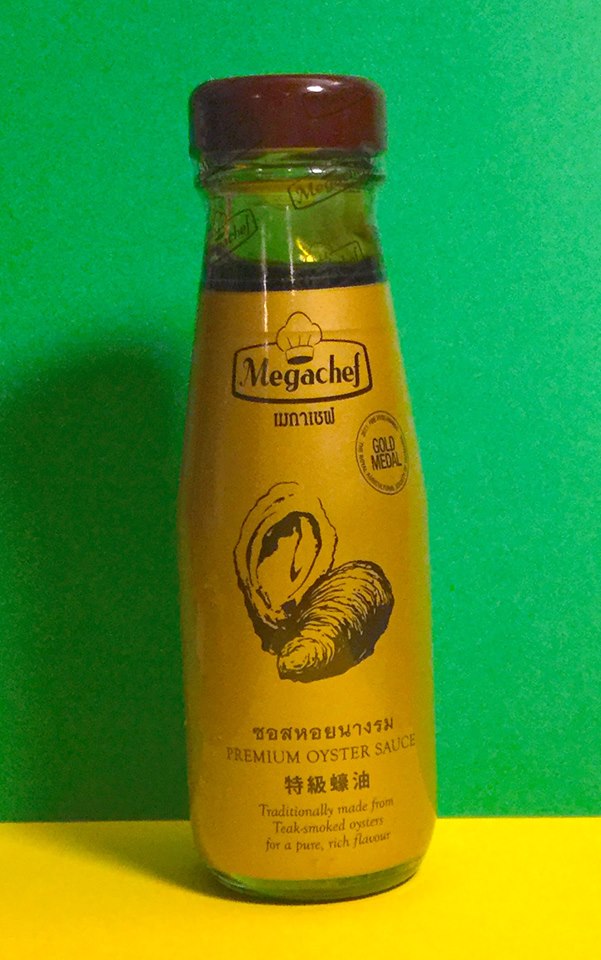 Megachef
Megachef
Megachef
เมกาเชฟ
GOLD
MEDAL
ซอสหอยนางรม
PREMIUM OYSTER SAUCE
特級蠔油
Traditionally made from
Teak-smoked oysters
for a pure, rich flavour